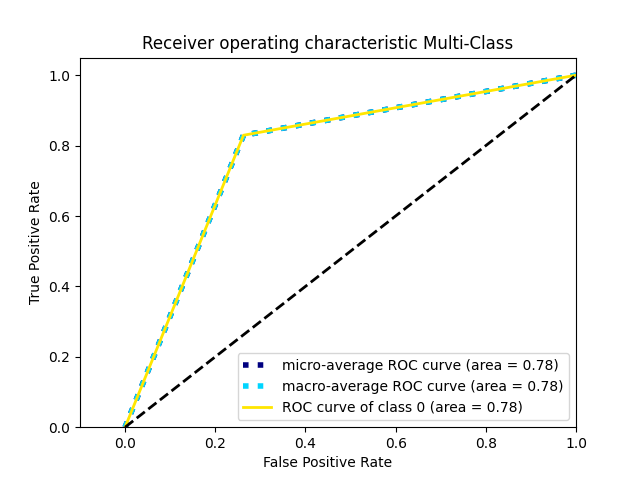 Receiver operating characteristic Multi-Class
1.0
0.8
0.6
0.4
0.2
0.0
True Positive Rate
micro-average ROC curve (area = 0.78)
macro-average ROC curve (area = 0.78)
ROC curve of class 0 (area = 0.78)
0.0 0.2 0.4 0.6 0.8 1.0
False Positive Rate